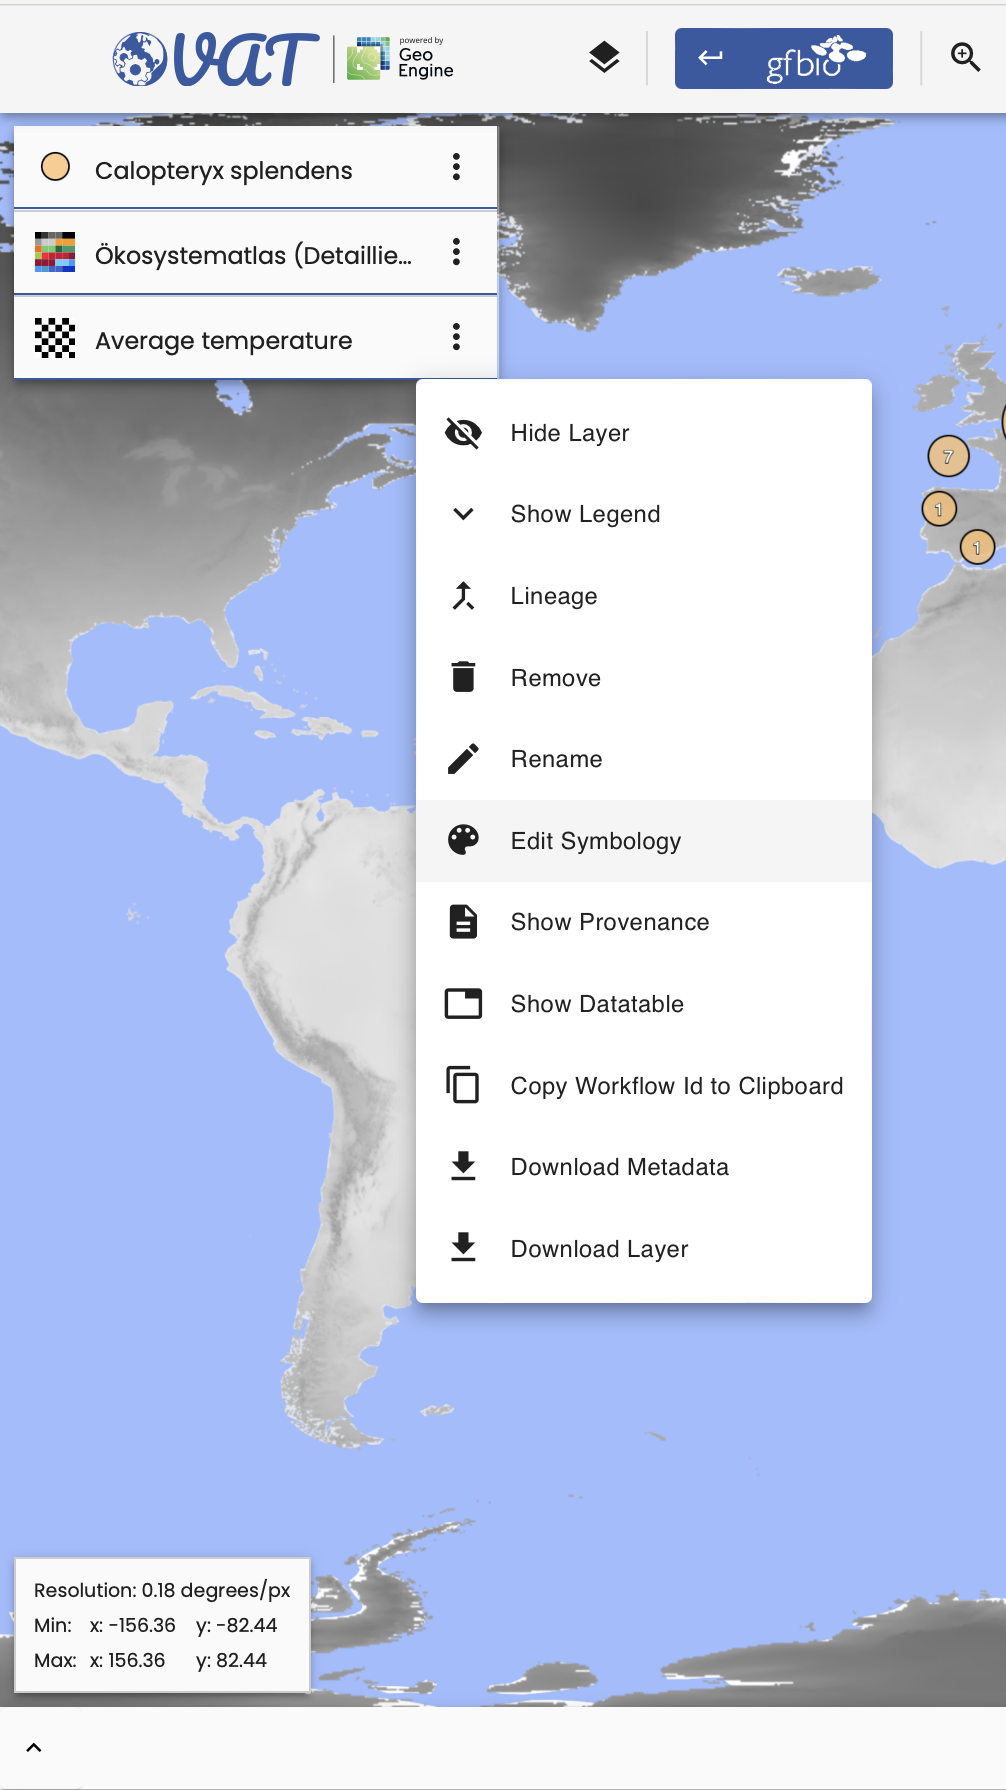 VAT
powered by
Geo
Engine
gfbio
Calopteryx splendens
Ökosystematlas (Detaillie...
Average temperature
Hide Layer
Show Legend
Lineage
Remove
Rename
Edit Symbology
Show Provenance
Show Datatable
Copy Workflow Id to Clipboard
Download Metadata
Download Layer
7
1
1
Resolution: 0.18 degrees/px
Min: x: -156.36 y: -82.44
Max: x: 156.36 y: 82.44